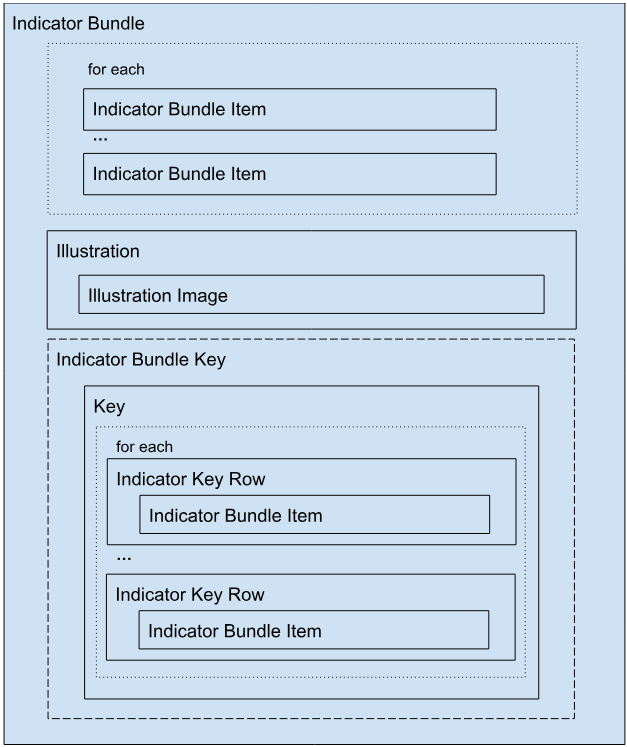 Indicator Bundle
for each
Indicator Bundle Item
...
Indicator Bundle Item
Illustration
Illustration Image
Indicator Bundle Key
Key
for each
Indicator Key Row
Indicator Bundle Item
...
Indicator Key Row
Indicator Bundle Item